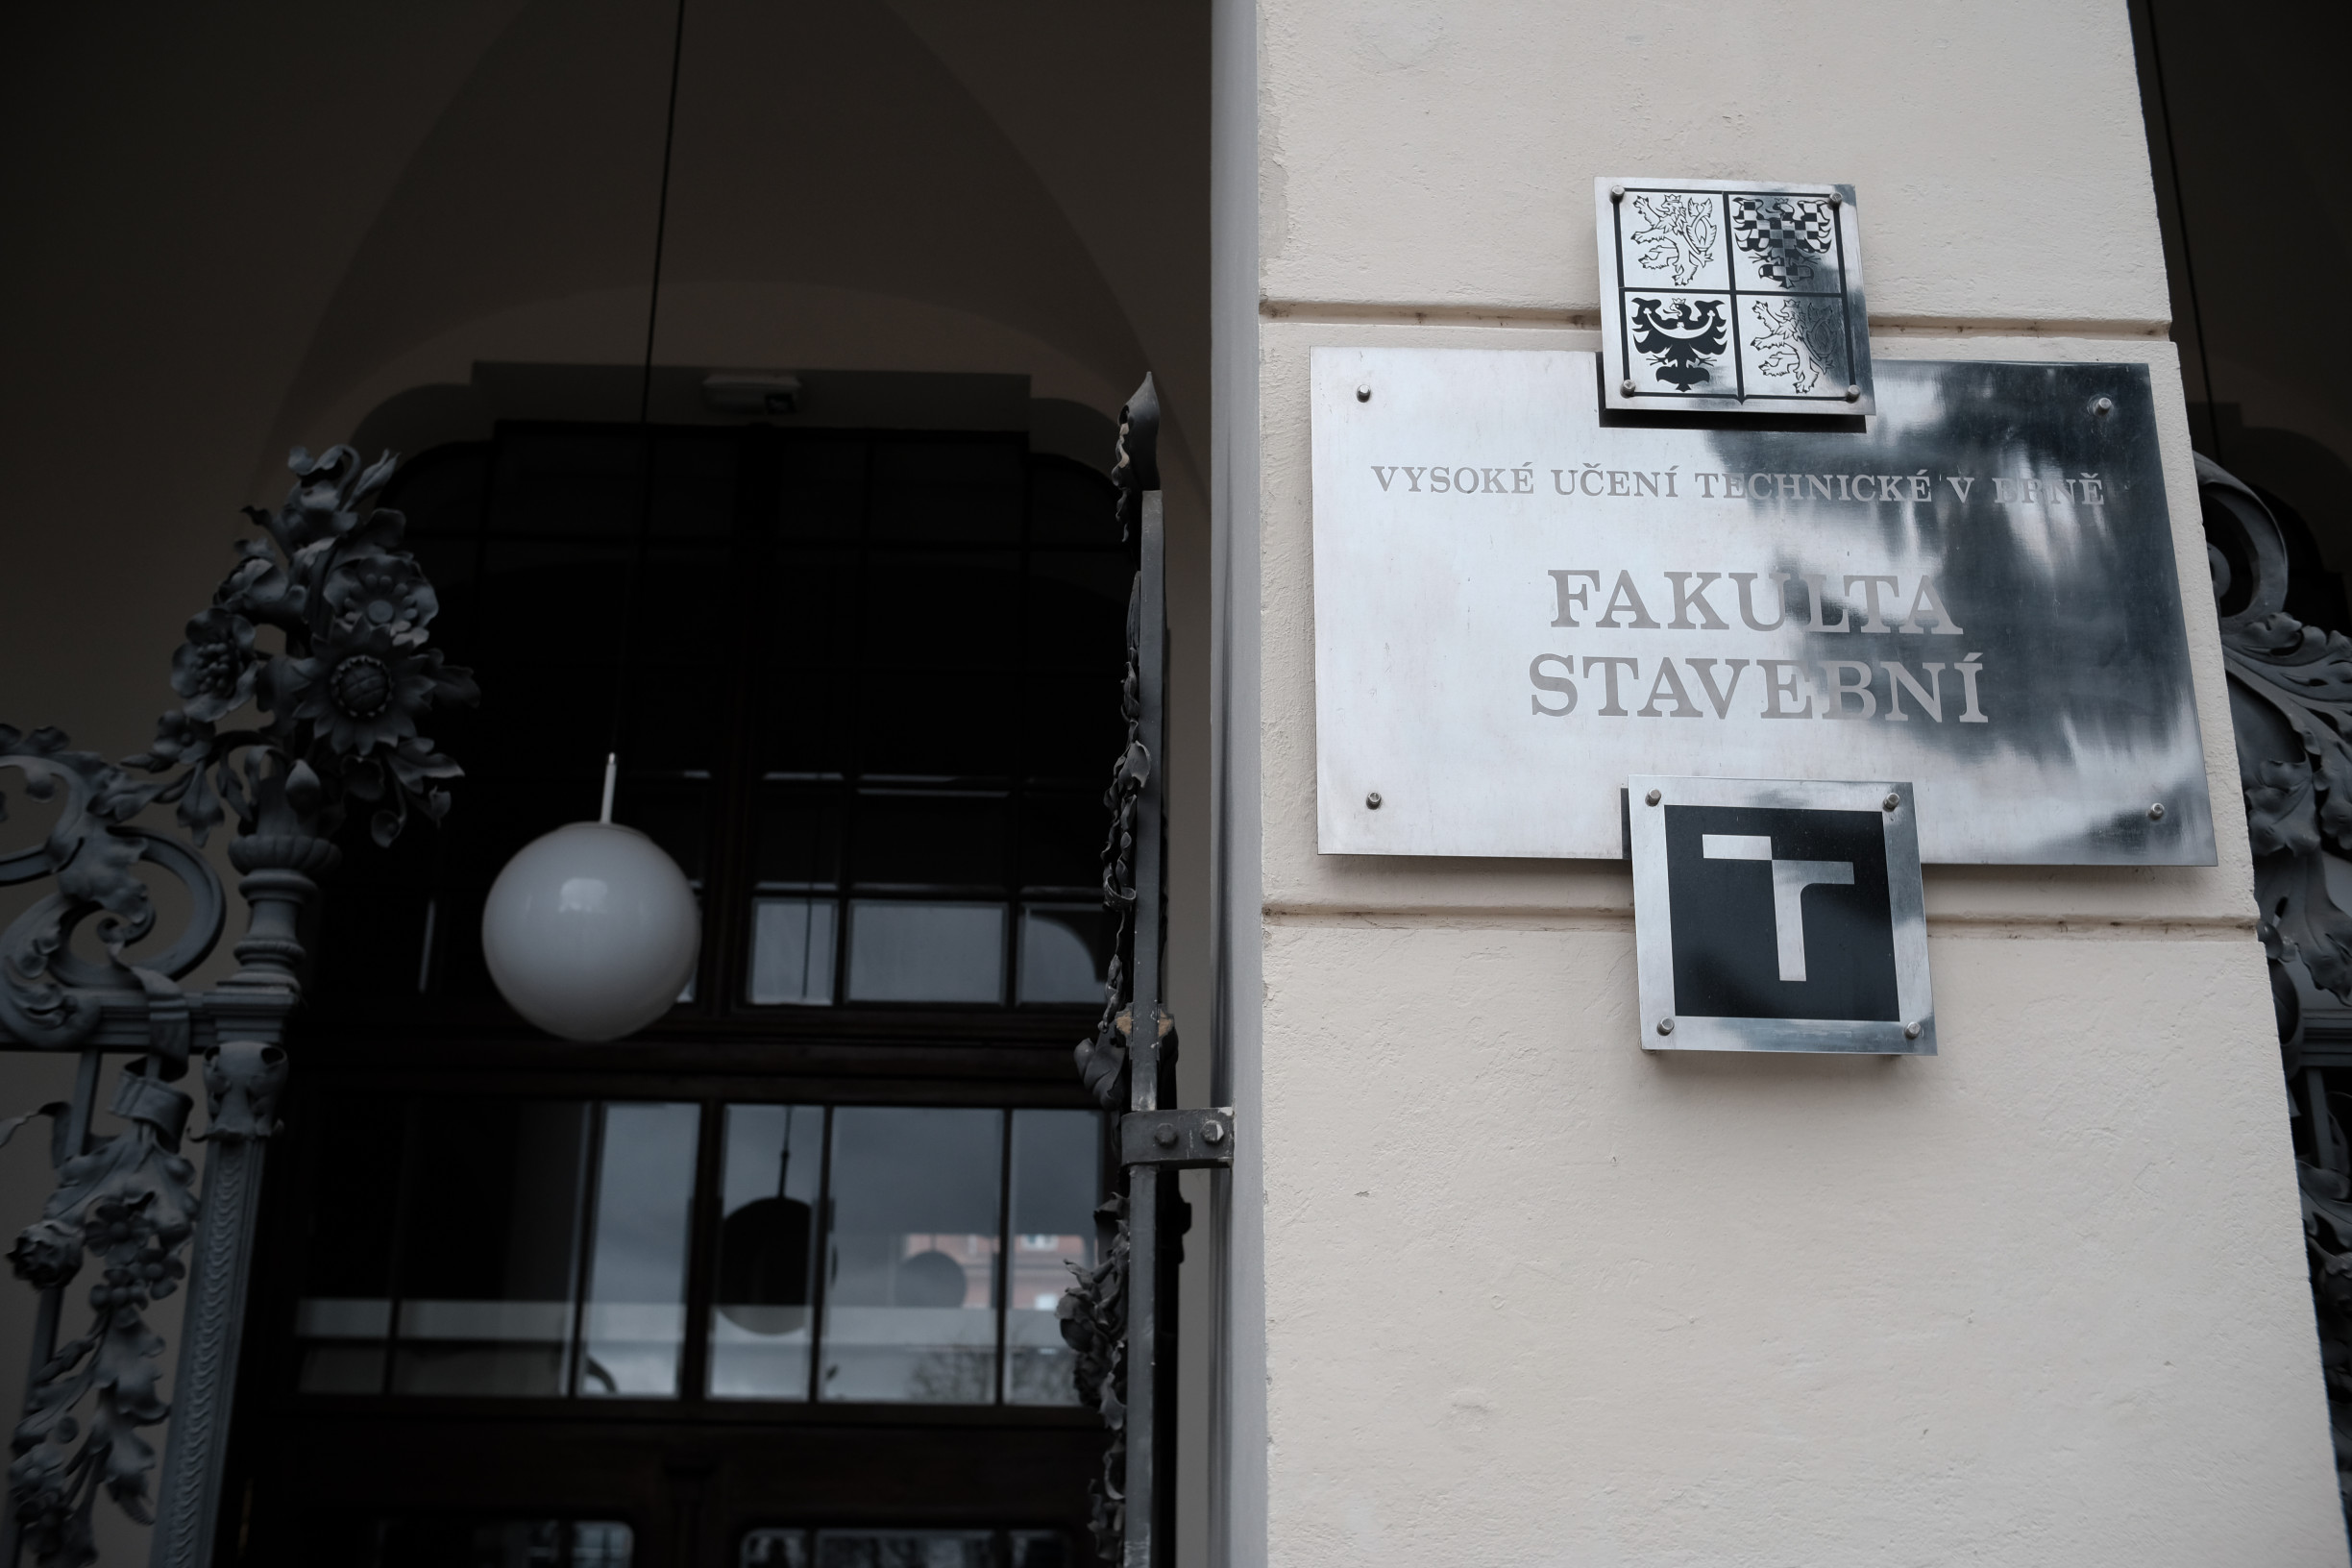 VYSOKÉ UČENÍ TECHNICKÉ V BRNĚ
FAKULTA
STAVEBNÍ
T